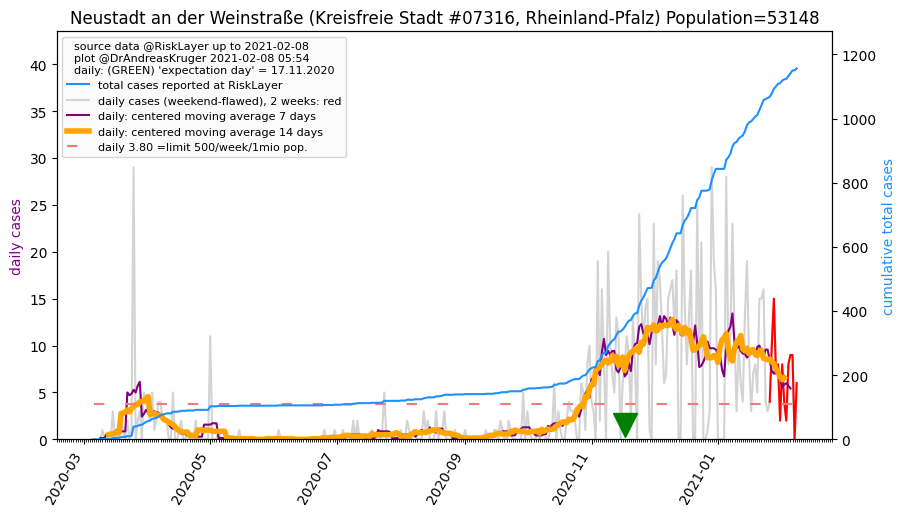 Neustadt an der Weinstraße (Kreisfreie Stadt #07316, Rheinland-Pfalz) Population=53148
source data @RiskLayer up to 2021-02-08
plot @DrAndreasKruger 2021-02-08 05:54
daily: (GREEN) 'expectation day' = 17.11.2020
total cases reported at RiskLayer
daily cases (weekend-flawed), 2 weeks: red
daily: centered moving average 7 days
daily: centered moving average 14 days
daily 3.80 =limit 500/week/1mio pop.
daily cases
40
35
30
25
20
15
10
5
0
cumulative total cases
1200
1000
800
600
400
200
0
2020-03
2020-05
2020-07
2020-09
2020-11
2021-01